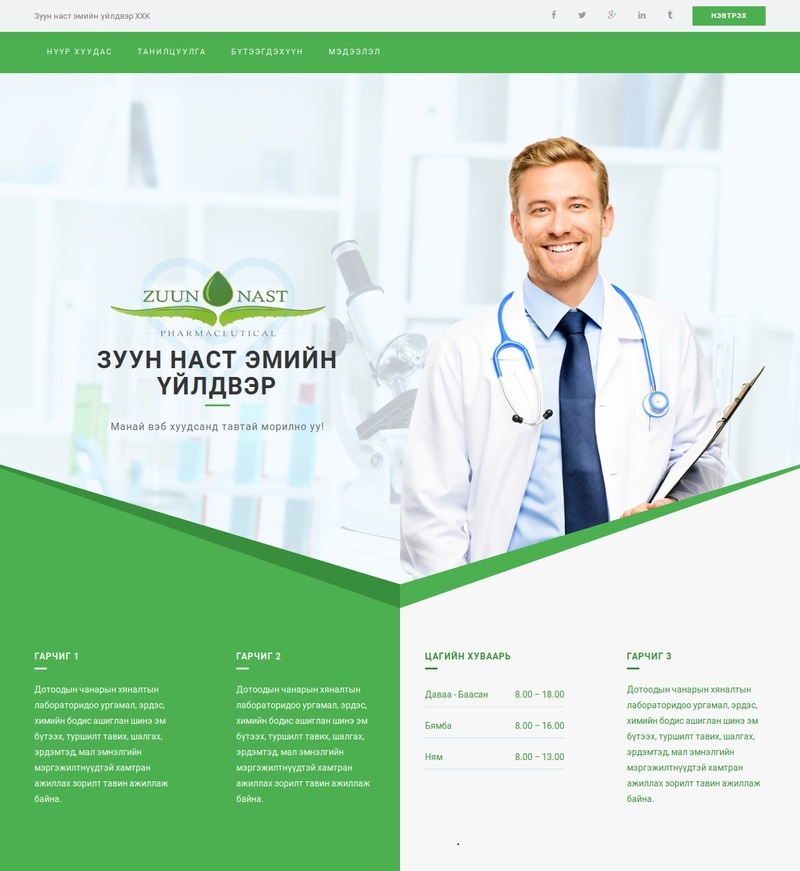 Зуун наст эмийн үйлдвэр ХХК
НЭВТРЭХ
НҮҮР ХУУДАС ТАНИЛЦУУЛГА БҮТЭЭГДЭХҮҮН МЭДЭЭЛЭЛ
ZUUN NAST
PHARMACEUTICAL
ЗУУН НАСТ ЭМИЙН
ҮЙЛДВЭР
Манай вэб хуудсанд тавтай морилно уу!
ГАРЧИГ 1
Дотоодын чанарын хяналтын
лабораторидоо ургамал, эрдэс,
химийн бодис ашиглан шинэ эм
бүтээх, туршилт тавих, шалгах,
эрдэмтэд, мал эмнэлгийн
мэргэжилтнүүдтэй хамтран
ажиллах зорилт тавин ажиллаж
байна.
ГАРЧИГ 2
Дотоодын чанарын хяналтын
лабораторидоо ургамал, эрдэс,
химийн бодис ашиглан шинэ эм
бүтээх, туршилт тавих, шалгах,
эрдэмтэд, мал эмнэлгийн
мэргэжилтнүүдтэй хамтран
ажиллах зорилт тавин ажиллаж
байна.
ЦАГИЙН ХУВААРЬ
Даваа - Баасан 8.00 – 18.00
Бямба 8.00 – 16.00
Ням 8.00 – 13.00
ГАРЧИГ 3
Дотоодын чанарын хяналтын
лабораторидоо ургамал, эрдэс,
химийн бодис ашиглан шинэ эм
бүтээх, туршилт тавих, шалгах,
эрдэмтэд, мал эмнэлгийн
мэргэжилтнүүдтэй хамтран
ажиллах зорилт тавин ажиллаж
байна.